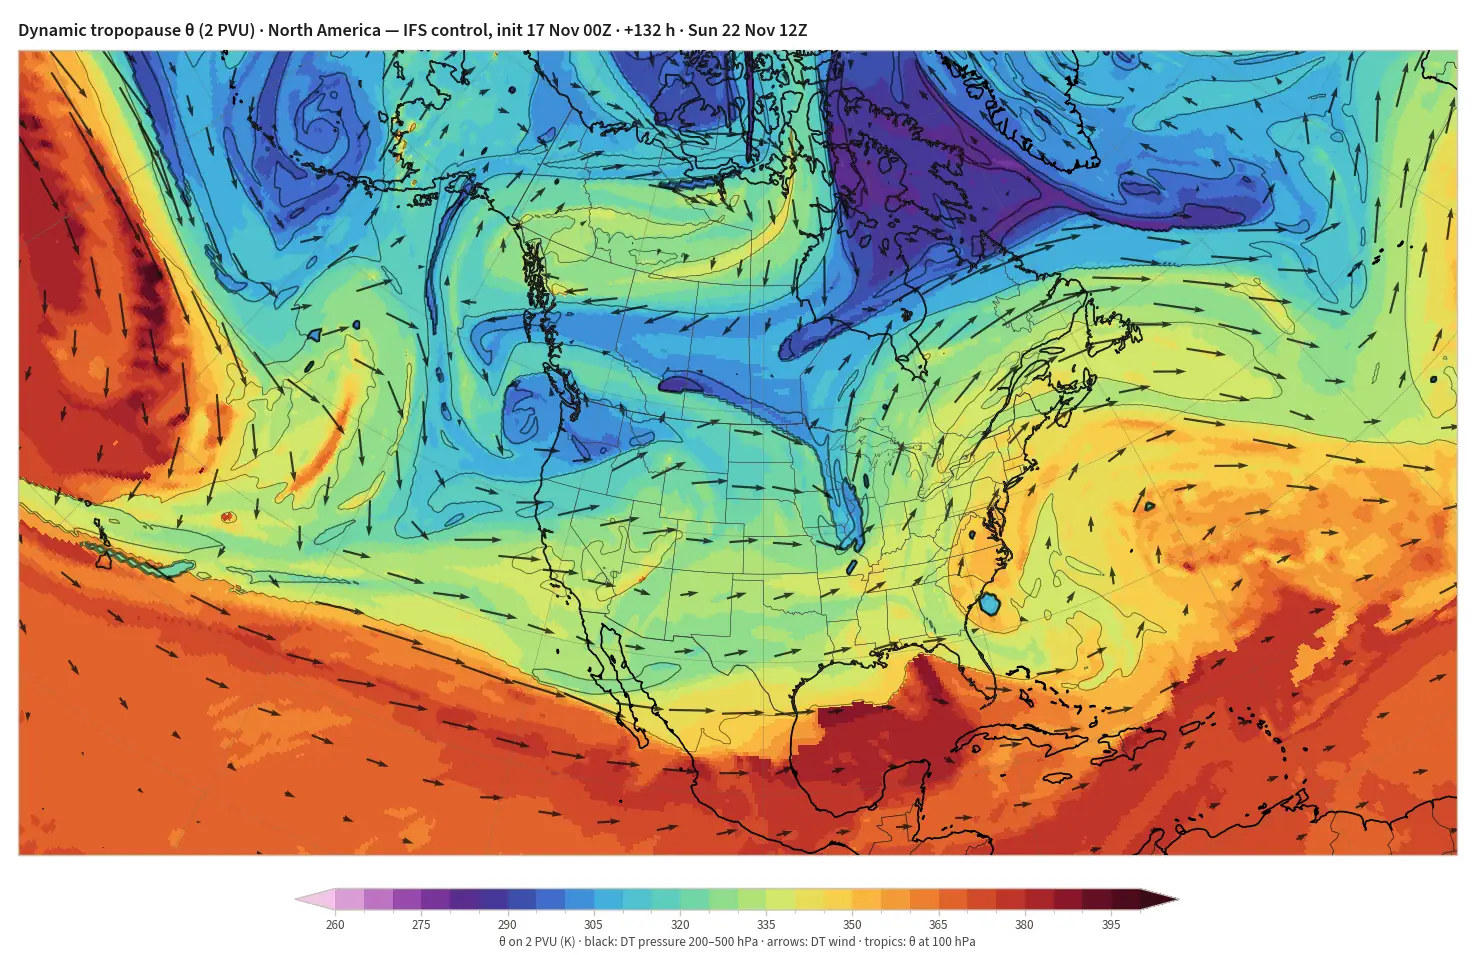 Dynamic tropopause θ (2 PVU) · North America — IFS control, init 17 Nov 00Z · +132 h · Sun 22 Nov 12Z
260 275 290 305 320 335 350 365 380 395
θ on 2 PVU (K) · black: DT pressure 200–500 hPa · arrows: DT wind · tropics: θ at 100 hPa